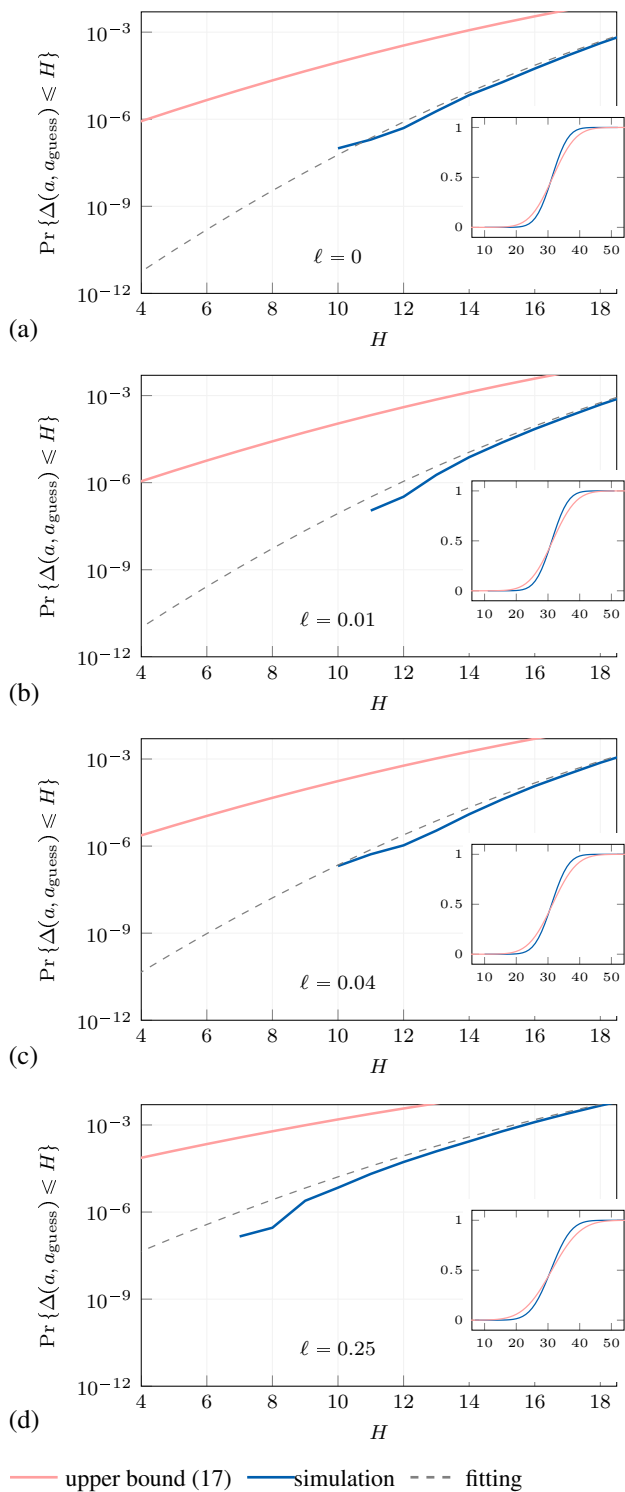 10⁻³
10⁻⁶
10⁻⁹
10⁻¹²
Pr {Δ(a, a_guess) ⩽ H}
1
0.5
0
10 20 30 40 50
ℓ = 0
4 6 8 10 12 14 16 18
H
(a)
10⁻³
10⁻⁶
10⁻⁹
10⁻¹²
Pr {Δ(a, a_guess) ⩽ H}
1
0.5
0
10 20 30 40 50
ℓ = 0.01
4 6 8 10 12 14 16 18
H
(b)
10⁻³
10⁻⁶
10⁻⁹
10⁻¹²
Pr {Δ(a, a_guess) ⩽ H}
1
0.5
0
10 20 30 40 50
ℓ = 0.04
4 6 8 10 12 14 16 18
H
(c)
10⁻³
10⁻⁶
10⁻⁹
10⁻¹²
Pr {Δ(a, a_guess) ⩽ H}
1
0.5
0
10 20 30 40 50
ℓ = 0.25
4 6 8 10 12 14 16 18
H
(d)
upper bound (17) simulation fitting